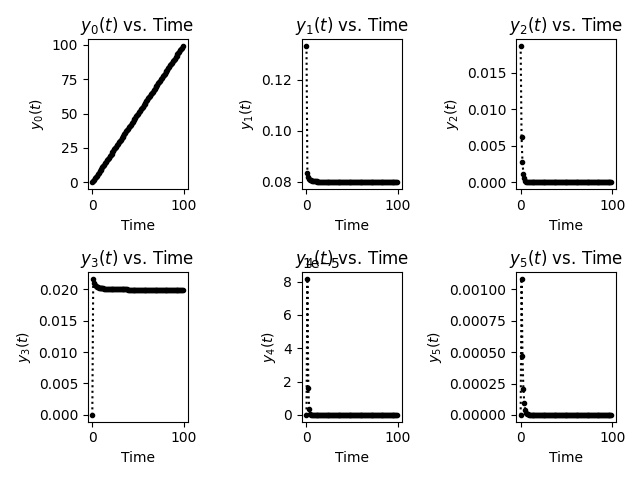 y₀(t) vs. Time
y₁(t) vs. Time
y₂(t) vs. Time
100
75
50
25
0
y₀(t)
0 100
Time
0.12
0.10
0.08
y₁(t)
0 100
Time
0.015
0.010
0.005
0.000
y₂(t)
0 100
Time
y₃(t) vs. Time
y₄(t) vs. Time
y₅(t) vs. Time
0.020
0.015
0.010
0.005
0.000
y₃(t)
0 100
Time
1e−5
8
6
4
2
0
y₄(t)
0 100
Time
0.00100
0.00075
0.00050
0.00025
0.00000
y₅(t)
0 100
Time